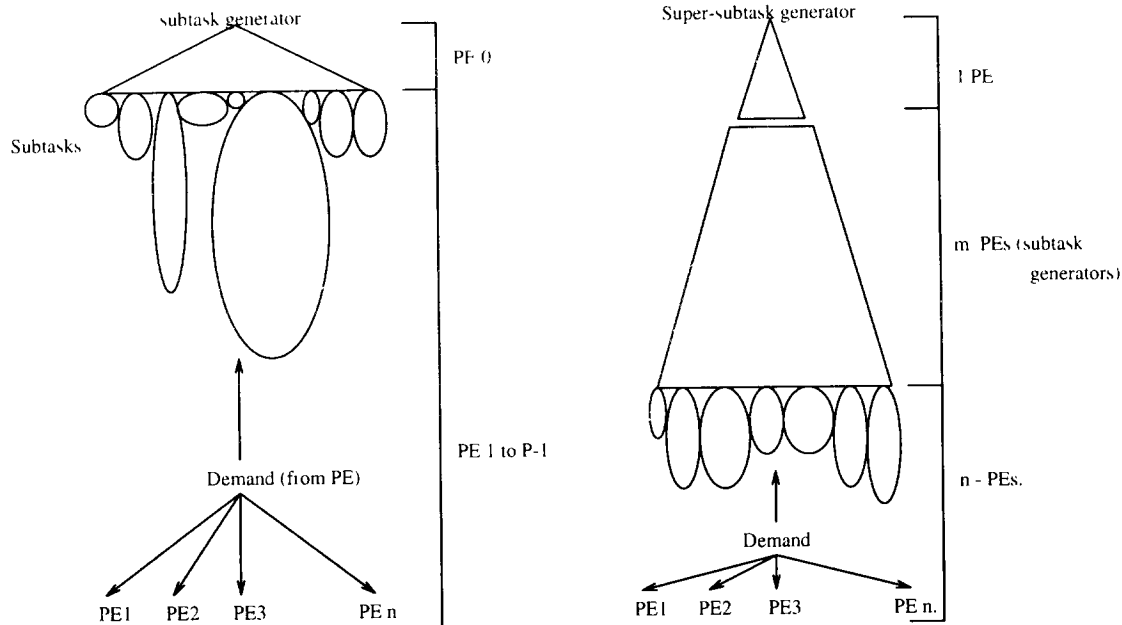 subtask generator
PE 0
Subtasks
PE 1 to P-1
Demand (from PE)
PE1 PE2 PE3 PE n
Super-subtask generator
1 PE
m PEs (subtask
generators)
n - PEs.
Demand
PE1 PE2 PE3 PE n.